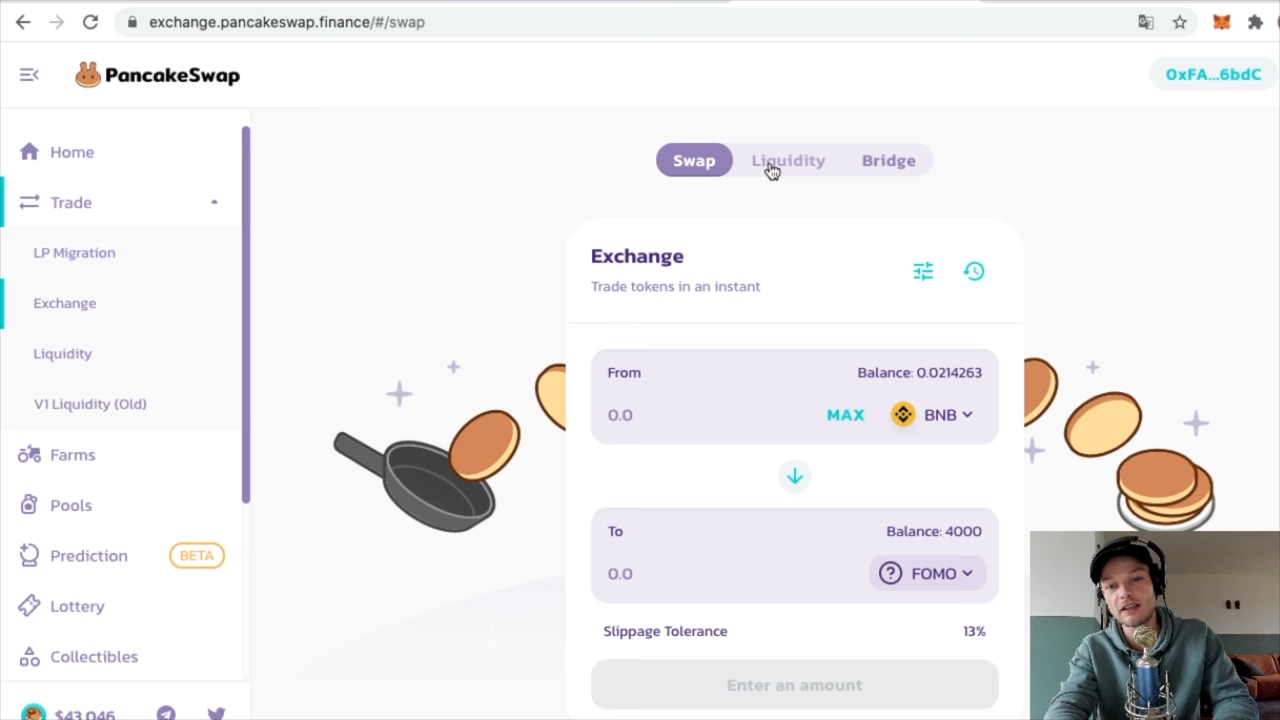 exchange.pancakeswap.finance/#/swap
PancakeSwap
0xFA...6bdC
Home
Trade
LP Migration
Exchange
Liquidity
V1 Liquidity (Old)
Farms
Pools
Prediction
BETA
Lottery
Collectibles
$43.046
Swap
Liquidity
Bridge
Exchange
Trade tokens in an instant
From
Balance: 0.0214263
0.0
MAX
BNB
To
Balance: 4000
0.0
? FOMO
Slippage Tolerance
13%
Enter an amount